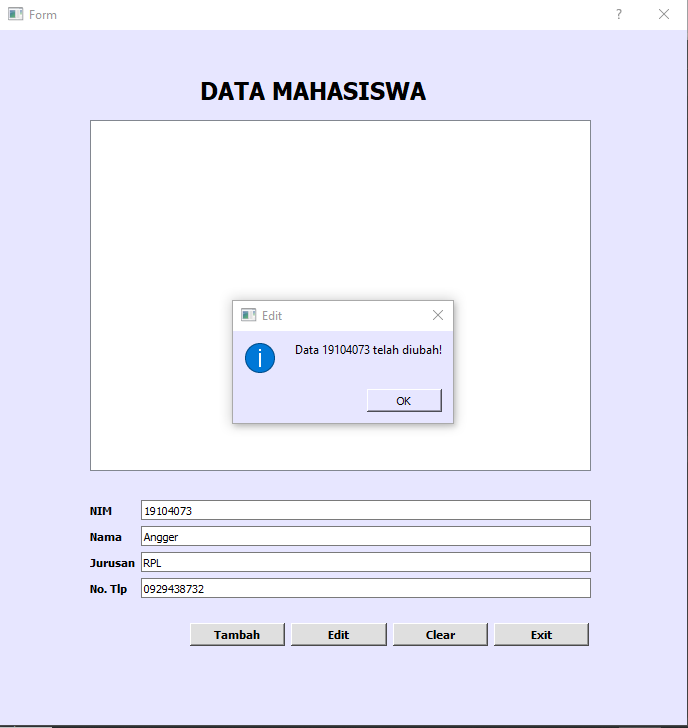 Form
DATA MAHASISWA
Edit
Data 19104073 telah diubah!
OK
NIM 19104073
Nama Angger
Jurusan RPL
No. Tlp 0929438732
Tambah Edit Clear Exit